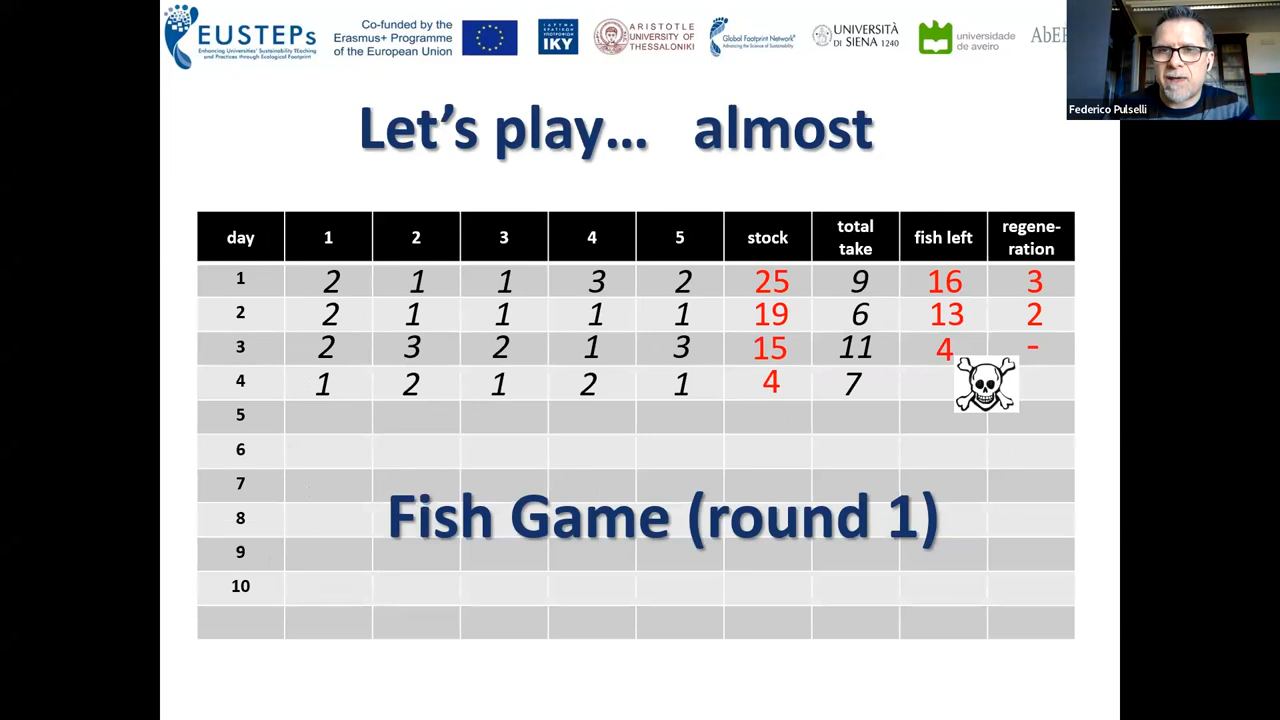 EUSTEPs
Enhancing Universities' Sustainability TEaching
and Practices through Ecological Footprint
Co-funded by the
Erasmus+ Programme
of the European Union
ΙΔΡΥΜΑ
ΚΡΑΤΙΚΩΝ
ΥΠΟΤΡΟΦΙΩΝ
IKY
ARISTOTLE
UNIVERSITY OF
THESSALONIKI
Global Footprint Network
Advancing the Science of Sustainability
UNIVERSITÀ
DI SIENA 1240
universidade
de aveiro
AbER
Federico Pulselli
Let's play... almost
day 1 2 3 4 5 stock total take fish left regene-ration
1 2 1 1 3 2 25 9 16 3
2 2 1 1 1 1 19 6 13 2
3 2 3 2 1 3 15 11 4 -
4 1 2 1 2 1 4 7
5
6
7
8
9
10
Fish Game (round 1)